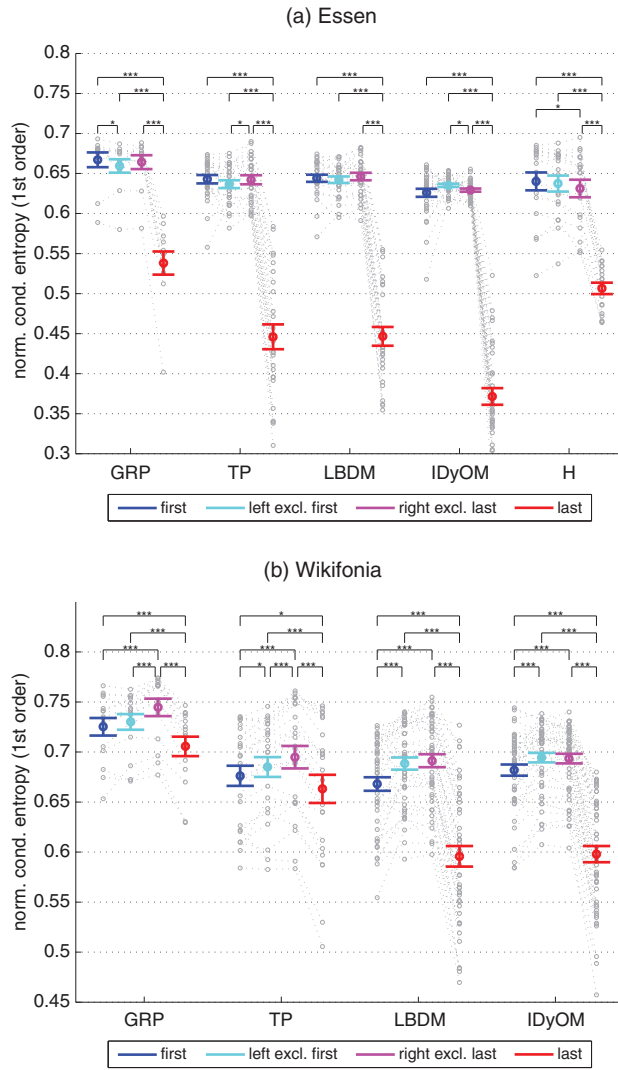 (a) Essen
norm. cond. entropy (1st order)
0.8
0.75
0.7
0.65
0.6
0.55
0.5
0.45
0.4
0.35
0.3
*** *** *** *** ***
*** *** *** *** ***
* *** * *** *** * *** * ***
GRP TP LBDM IDyOM H
first left excl. first right excl. last last
(b) Wikifonia
norm. cond. entropy (1st order)
0.8
0.75
0.7
0.65
0.6
0.55
0.5
0.45
*** * *** ***
*** *** *** ***
*** *** *** ***
*** *** * *** *** *** *** *** ***
GRP TP LBDM IDyOM
first left excl. first right excl. last last